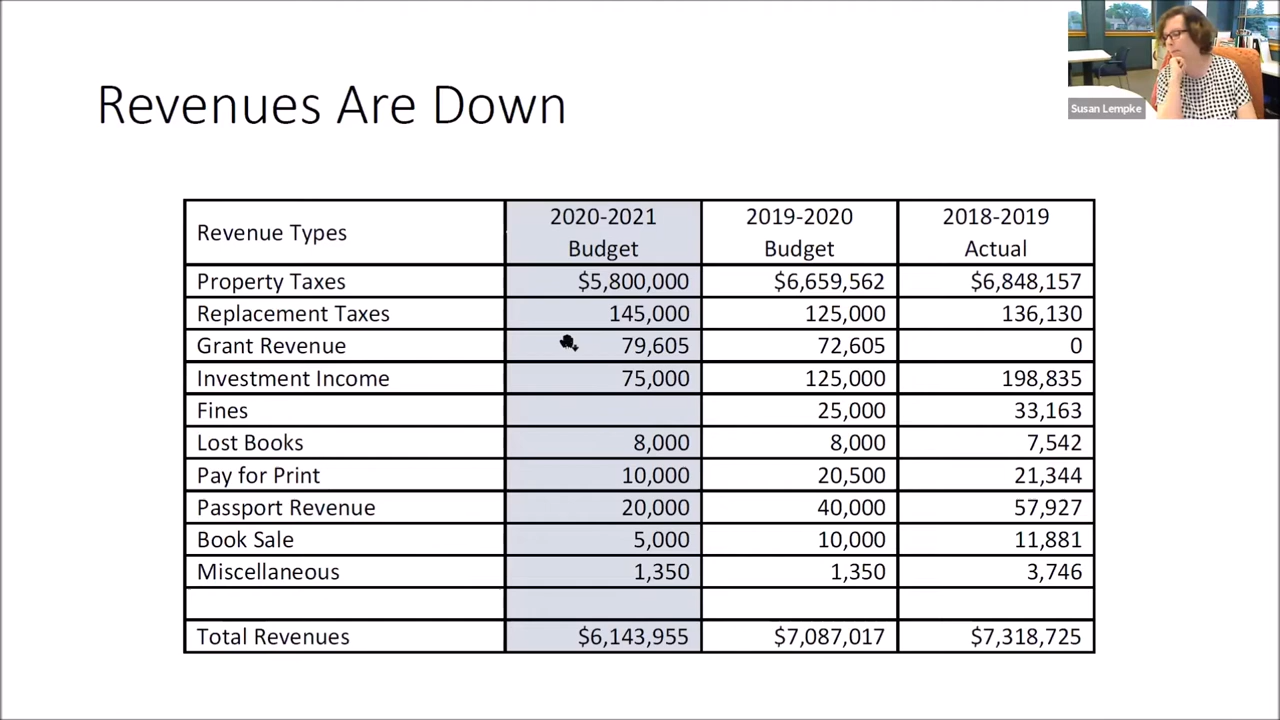 Susan Lempke
Revenues Are Down
Revenue Types 2020-2021 Budget 2019-2020 Budget 2018-2019 Actual
Property Taxes $5,800,000 $6,659,562 $6,848,157
Replacement Taxes 145,000 125,000 136,130
Grant Revenue 79,605 72,605 0
Investment Income 75,000 125,000 198,835
Fines 25,000 33,163
Lost Books 8,000 8,000 7,542
Pay for Print 10,000 20,500 21,344
Passport Revenue 20,000 40,000 57,927
Book Sale 5,000 10,000 11,881
Miscellaneous 1,350 1,350 3,746
Total Revenues $6,143,955 $7,087,017 $7,318,725